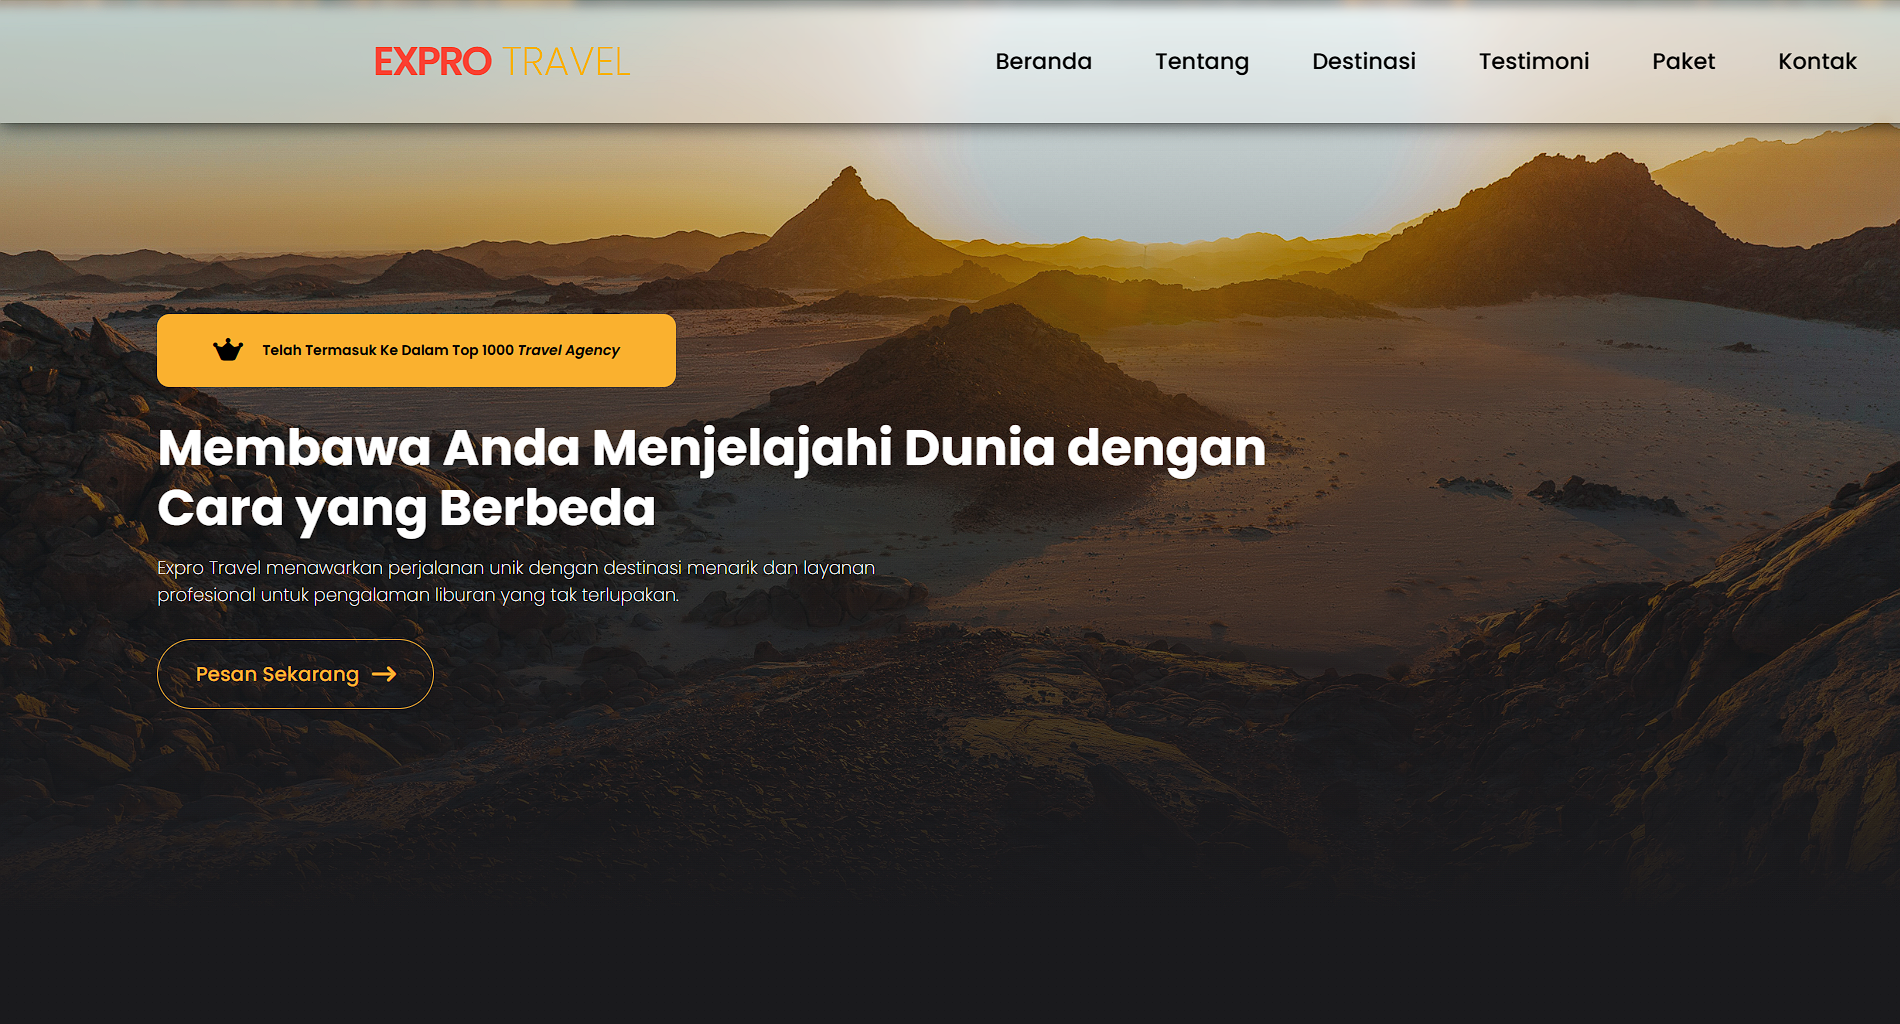 EXPRO TRAVEL
Beranda
Tentang
Destinasi
Testimoni
Paket
Kontak
Telah Termasuk Ke Dalam Top 1000 Travel Agency
Membawa Anda Menjelajahi Dunia dengan
Cara yang Berbeda
Expro Travel menawarkan perjalanan unik dengan destinasi menarik dan layanan
profesional untuk pengalaman liburan yang tak terlupakan.
Pesan Sekarang